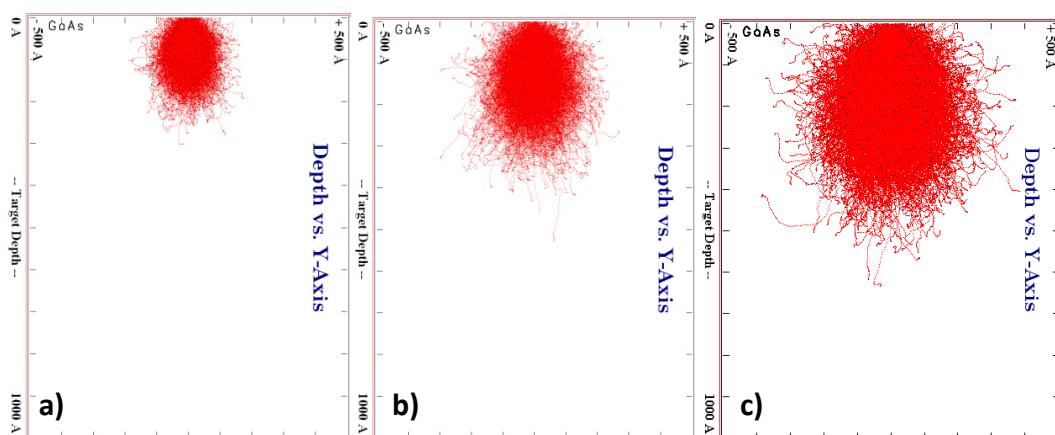 0 A
- 500 A
GaAs
+ 500 A
Depth vs. Y-Axis
-- Target Depth --
1000 A
a)
0 A
- 500 A
GaAs
+ 500 A
Depth vs. Y-Axis
-- Target Depth --
1000 A
b)
0 A
- 500 A
GaAs
+ 500 A
Depth vs. Y-Axis
-- Target Depth --
1000 A
c)